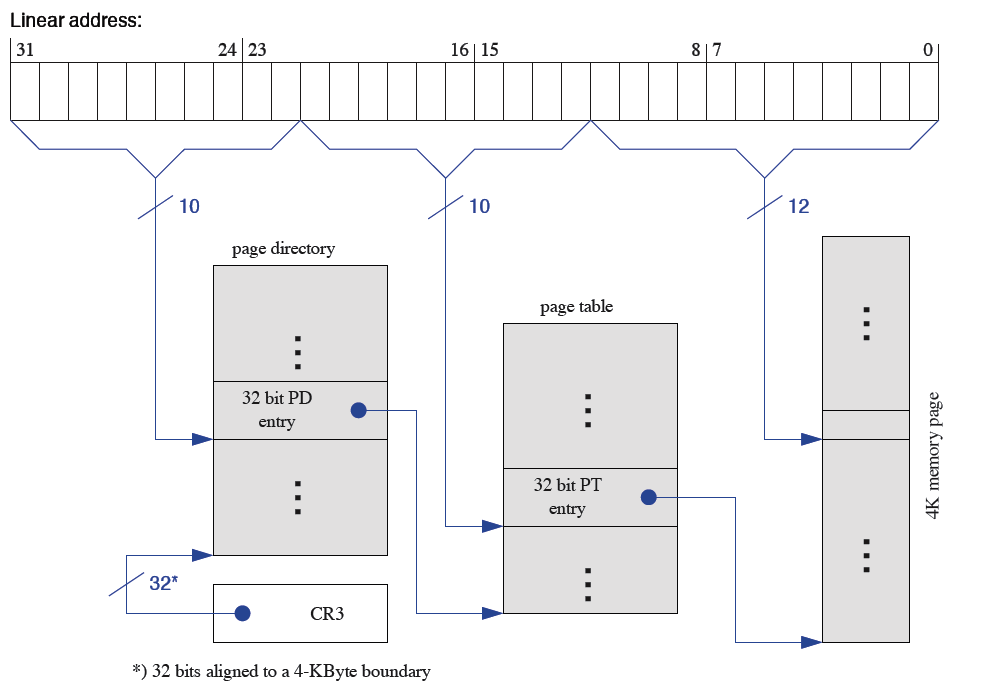 Linear address:
31 24 23 16 15 8 7 0
10 10 12
page directory
page table
32 bit PD
entry
32 bit PT
entry
4K memory page
32*
CR3
*) 32 bits aligned to a 4-KByte boundary